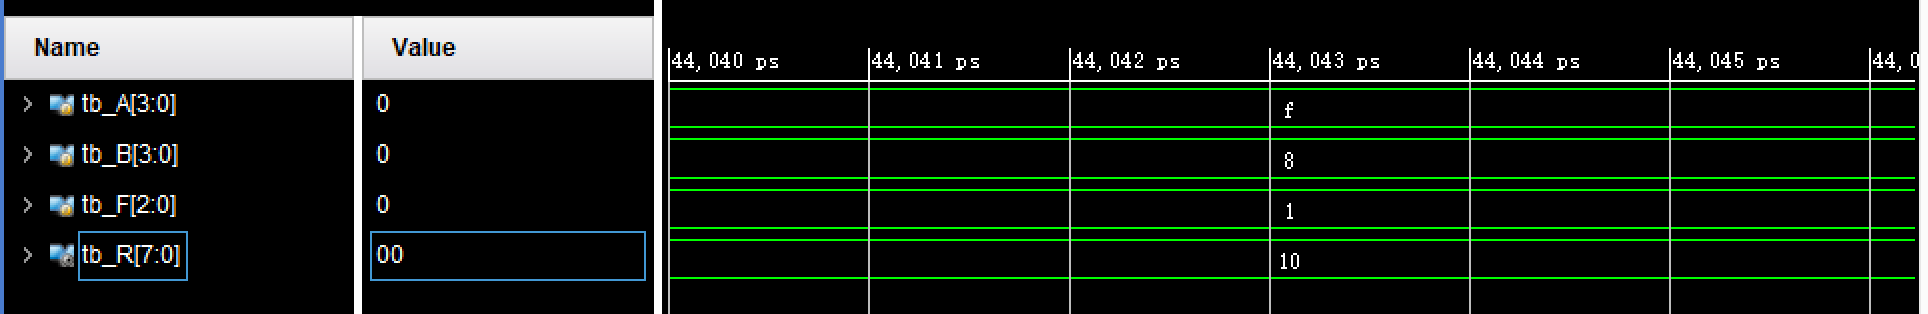 Name Value
44,040 ps 44,041 ps 44,042 ps 44,043 ps 44,044 ps 44,045 ps 44,0
tb_A[3:0] 0 f
tb_B[3:0] 0 8
tb_F[2:0] 0 1
tb_R[7:0] 00 10